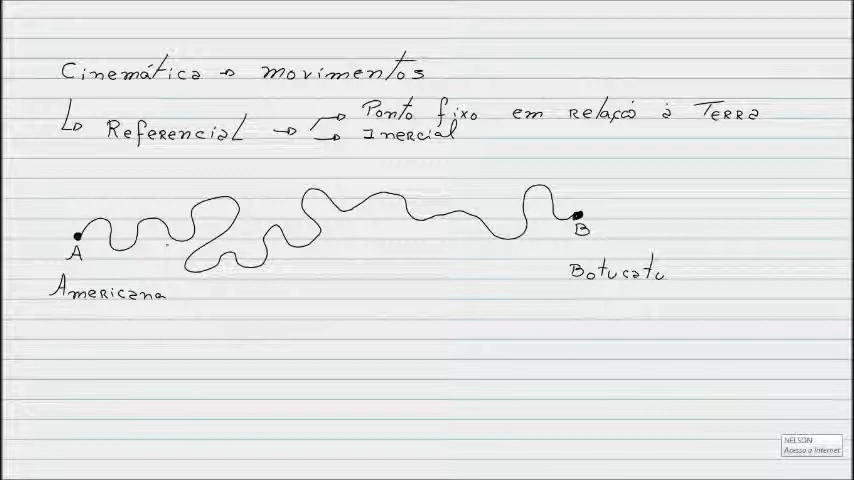 Cinemática → movimentos
↳ Referencial → → Ponto fixo em relação à Terra
→ Inercial
A
B
Americana
Botucatu
NELSON
Acesso a Internet